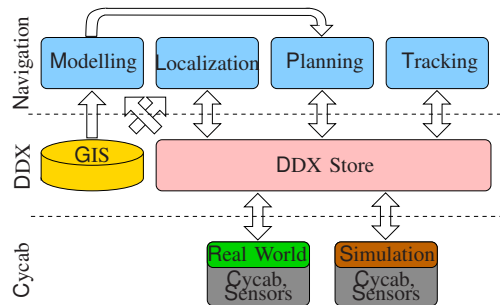 Navigation
Modelling
Localization
Planning
Tracking
DDX
GIS
DDX Store
Cycab
Real World
Cycab,
Sensors
Simulation
Cycab,
Sensors